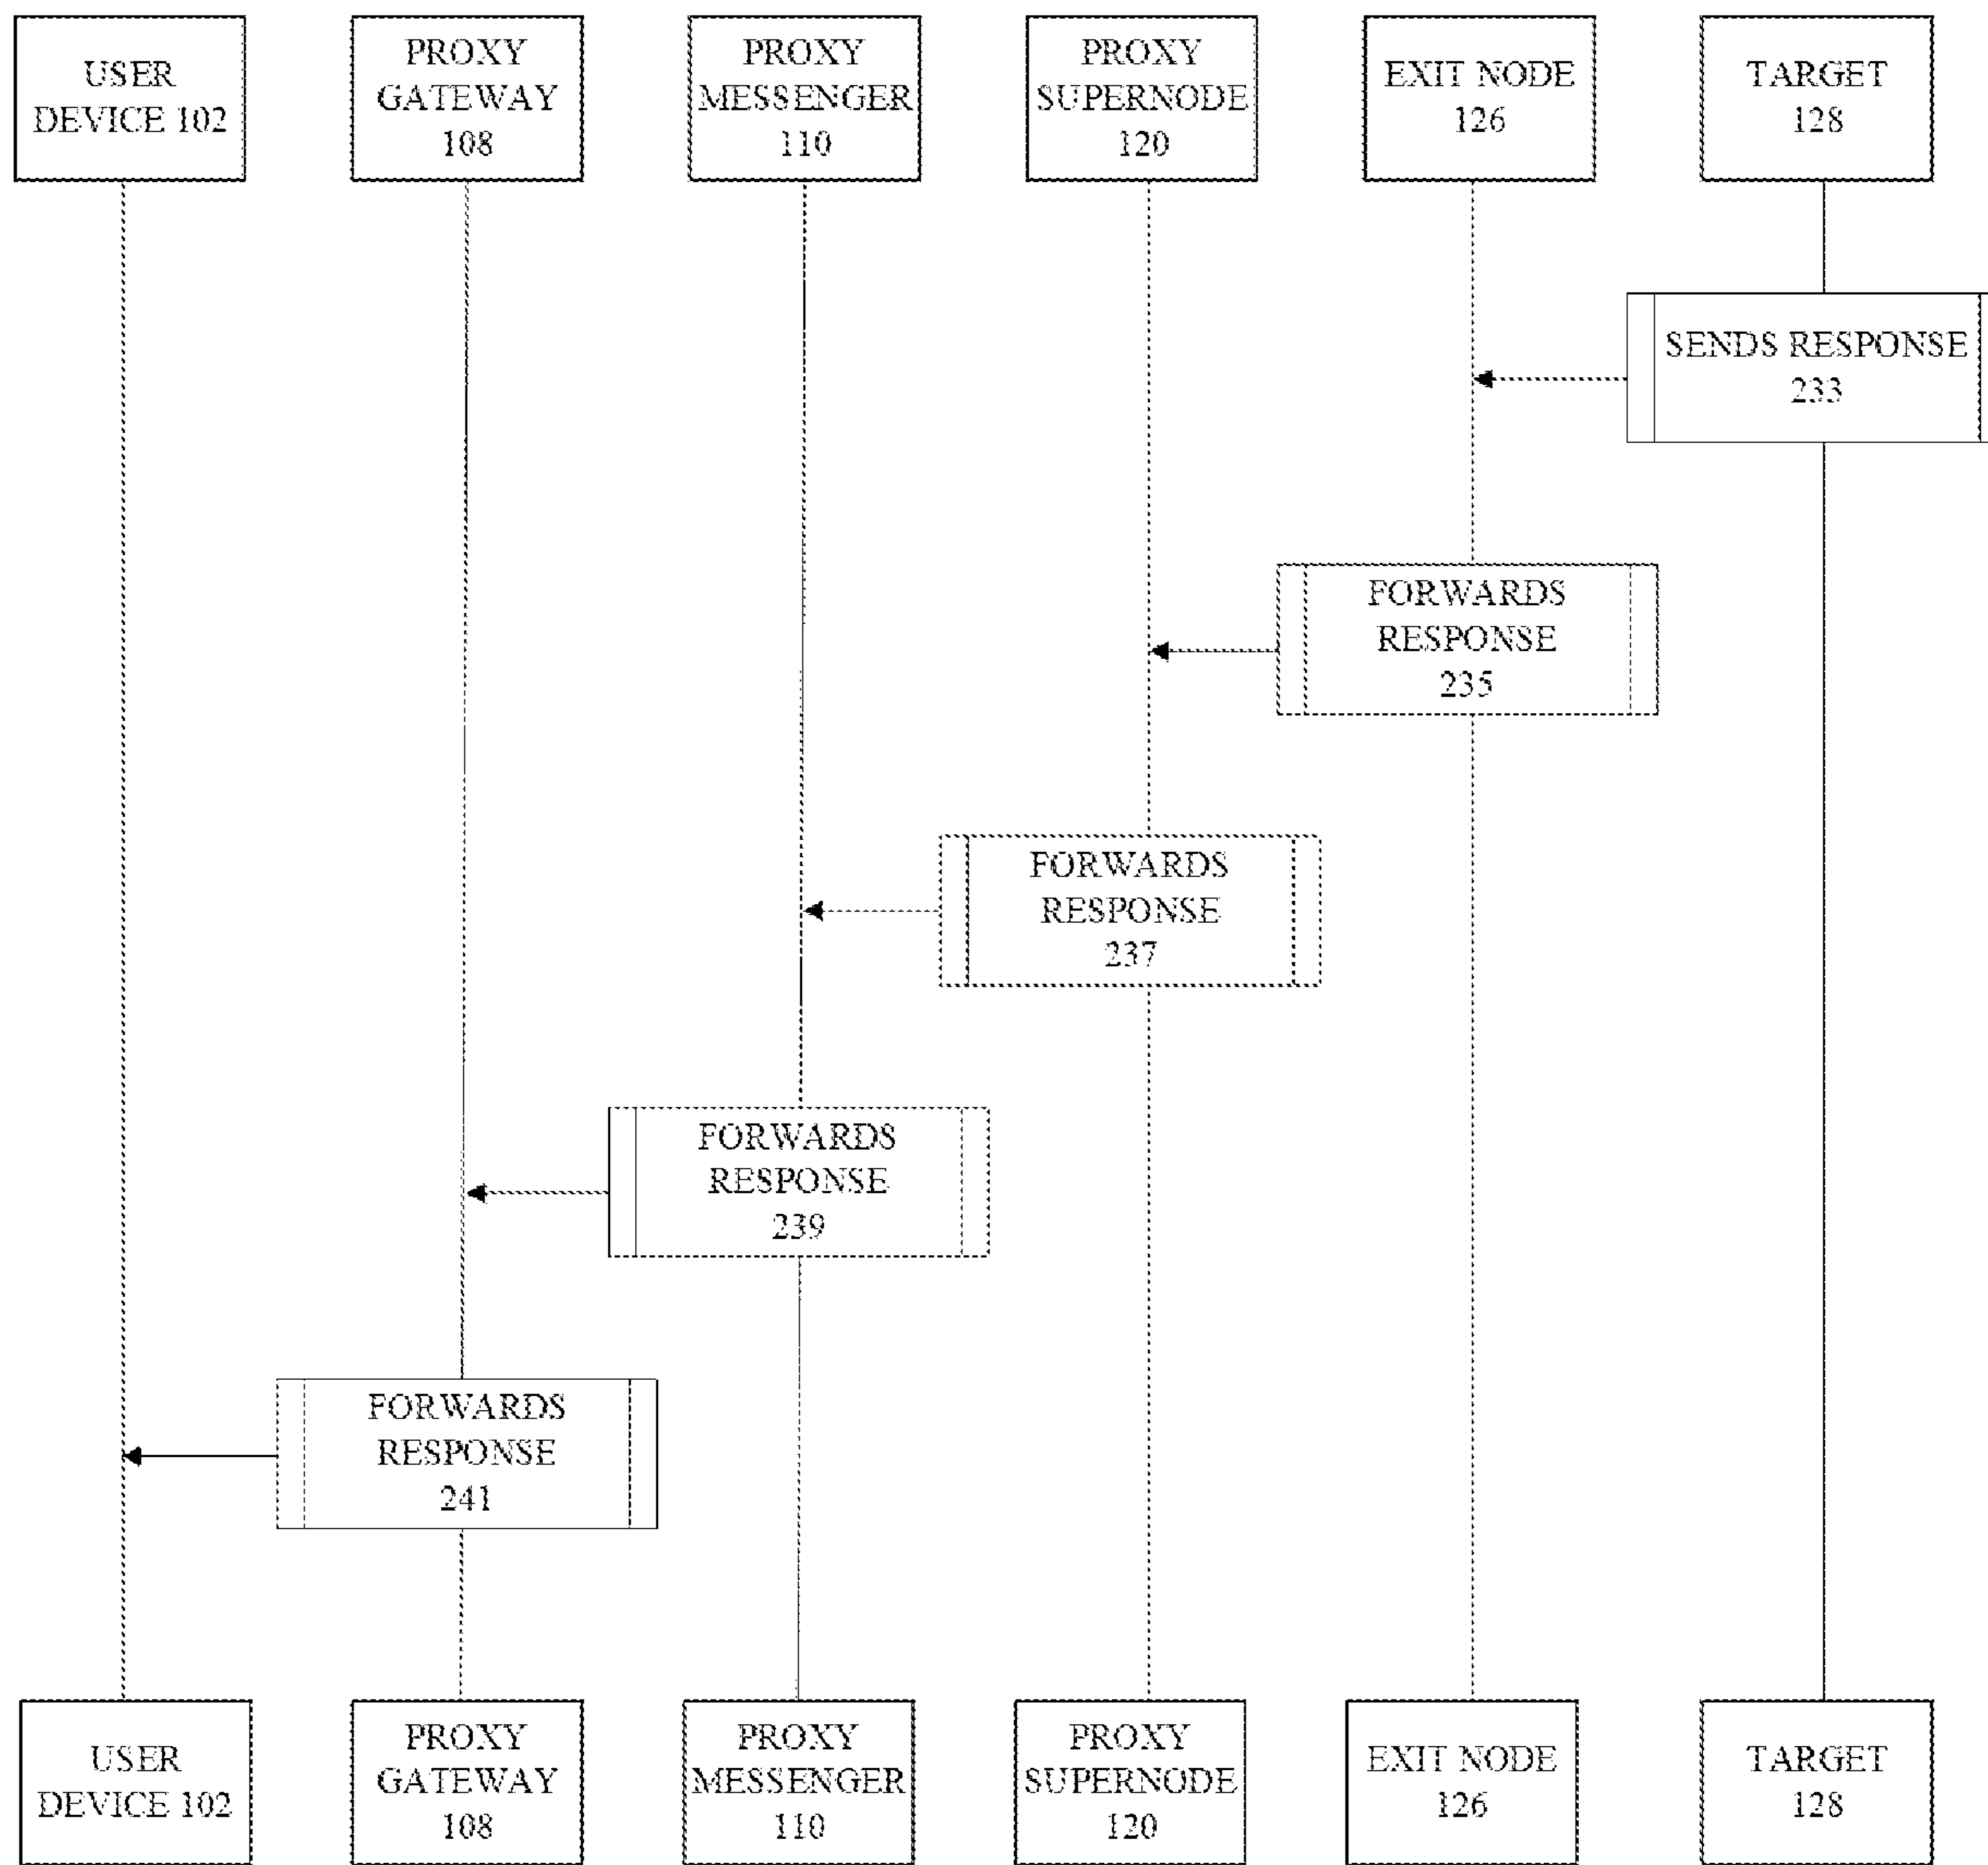 USER
DEVICE 102
PROXY
GATEWAY
108
PROXY
MESSENGER
110
PROXY
SUPERNODE
120
EXIT NODE
126
TARGET
128
SENDS RESPONSE
233
FORWARDS
RESPONSE
235
FORWARDS
RESPONSE
237
FORWARDS
RESPONSE
239
FORWARDS
RESPONSE
241
USER
DEVICE 102
PROXY
GATEWAY
108
PROXY
MESSENGER
110
PROXY
SUPERNODE
120
EXIT NODE
126
TARGET
128